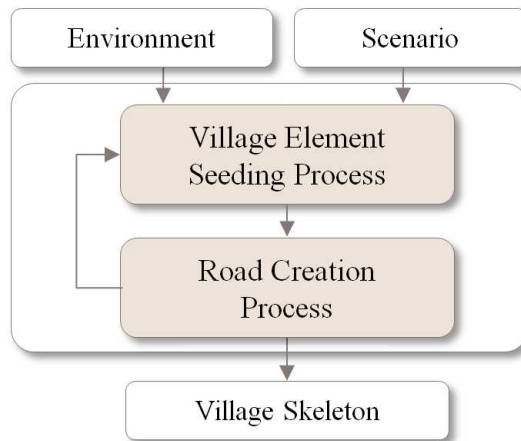 Environment
Scenario
Village Element
Seeding Process
Road Creation
Process
Village Skeleton